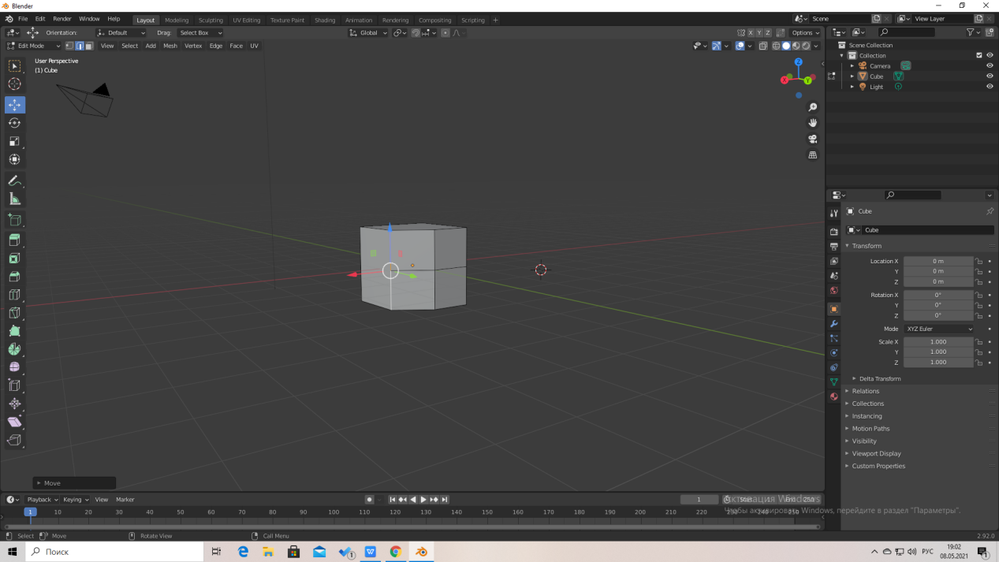 Blender
File Edit Render Window Help
Layout Modeling Sculpting UV Editing Texture Paint Shading Animation Rendering Compositing Scripting +
Scene
View Layer
Orientation: Default Drag: Select Box
Global
X Y Z Options
Edit Mode View Select Add Mesh Vertex Edge Face UV
User Perspective
(1) Cube
Z
X Y
Move
Scene Collection
Collection
Camera
Cube
Light
Cube
Cube
Transform
Location X 0 m
Y 0 m
Z 0 m
Rotation X 0°
Y 0°
Z 0°
Mode XYZ Euler
Scale X 1.000
Y 1.000
Z 1.000
Delta Transform
Relations
Collections
Instancing
Motion Paths
Visibility
Viewport Display
Custom Properties
Playback Keying View Marker
1
1 10 20 30 40 50 60 70 80 90 100 110 120 130 140 150 160 170 180 190 200 210 220 230 240 250
Активация Windows
Чтобы активировать Windows, перейдите в раздел "Параметры".
Select Move Rotate View Call Menu 2.92.0
Поиск
1
РУС
19:02
08.05.2021
1